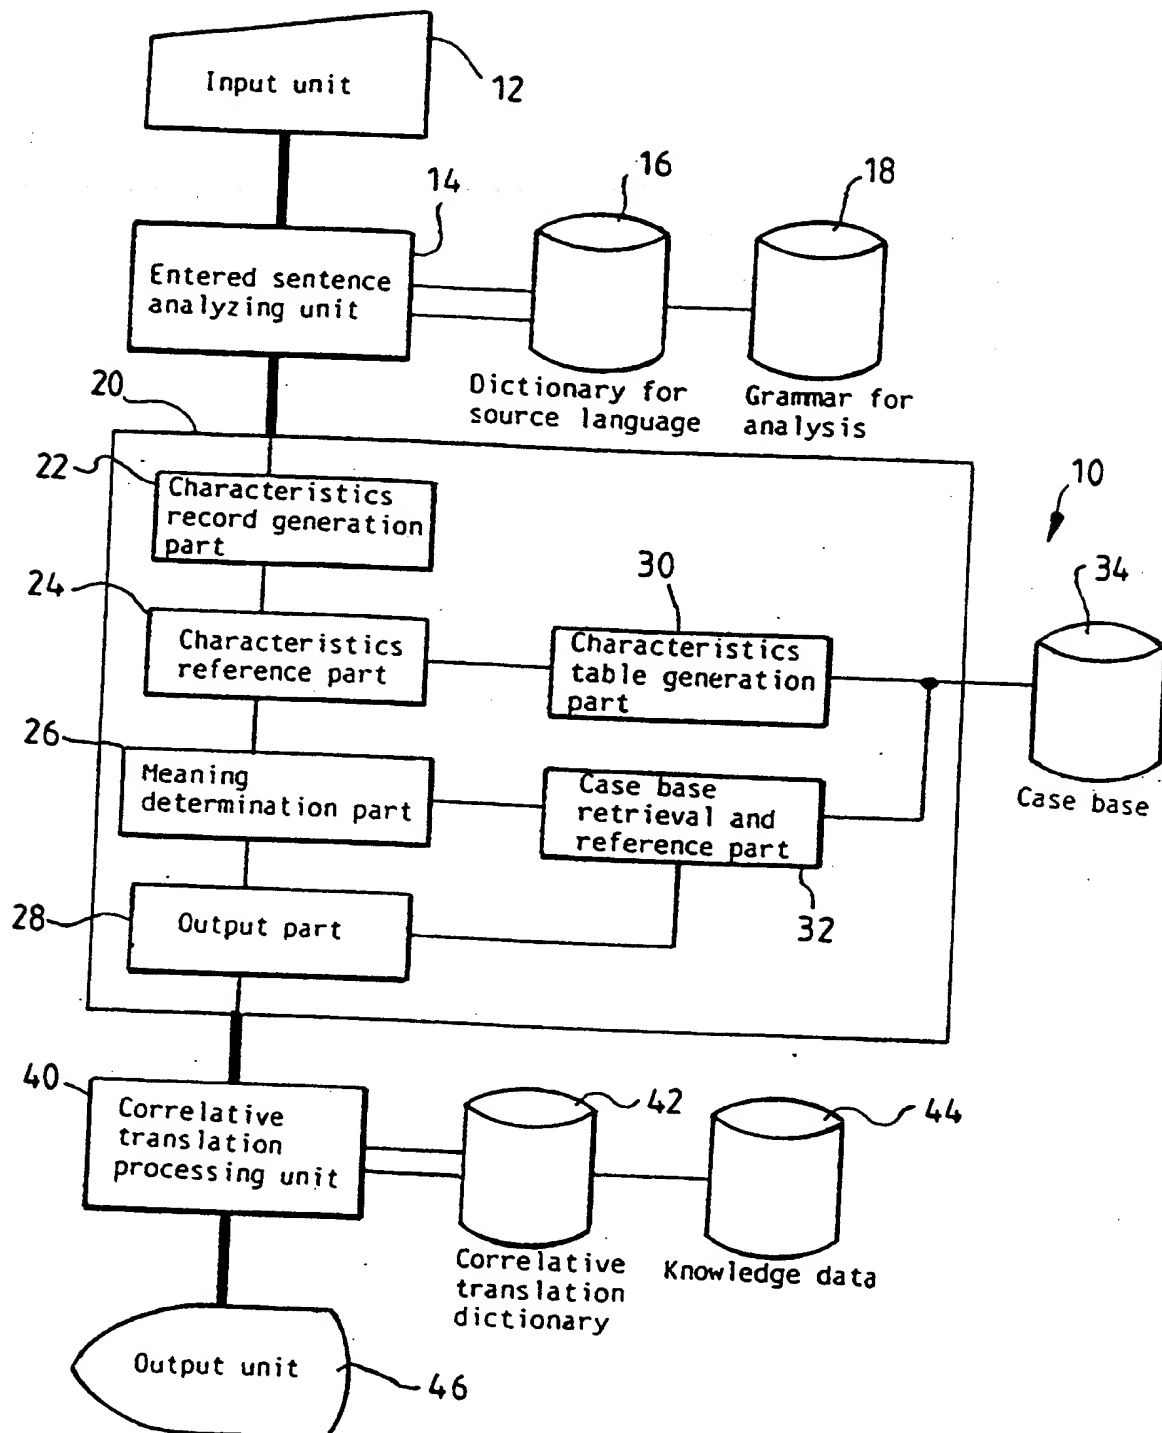 Input unit
12
14
16
18
Entered sentence
analyzing unit
Dictionary for
source language
Grammar for
analysis
20
22
Characteristics
record generation
part
10
24
Characteristics
reference part
30
Characteristics
table generation
part
34
Case base
26
Meaning
determination part
Case base
retrieval and
reference part
32
28
Output part
40
Correlative
translation
processing unit
42
44
Correlative
translation
dictionary
Knowledge data
Output unit
46